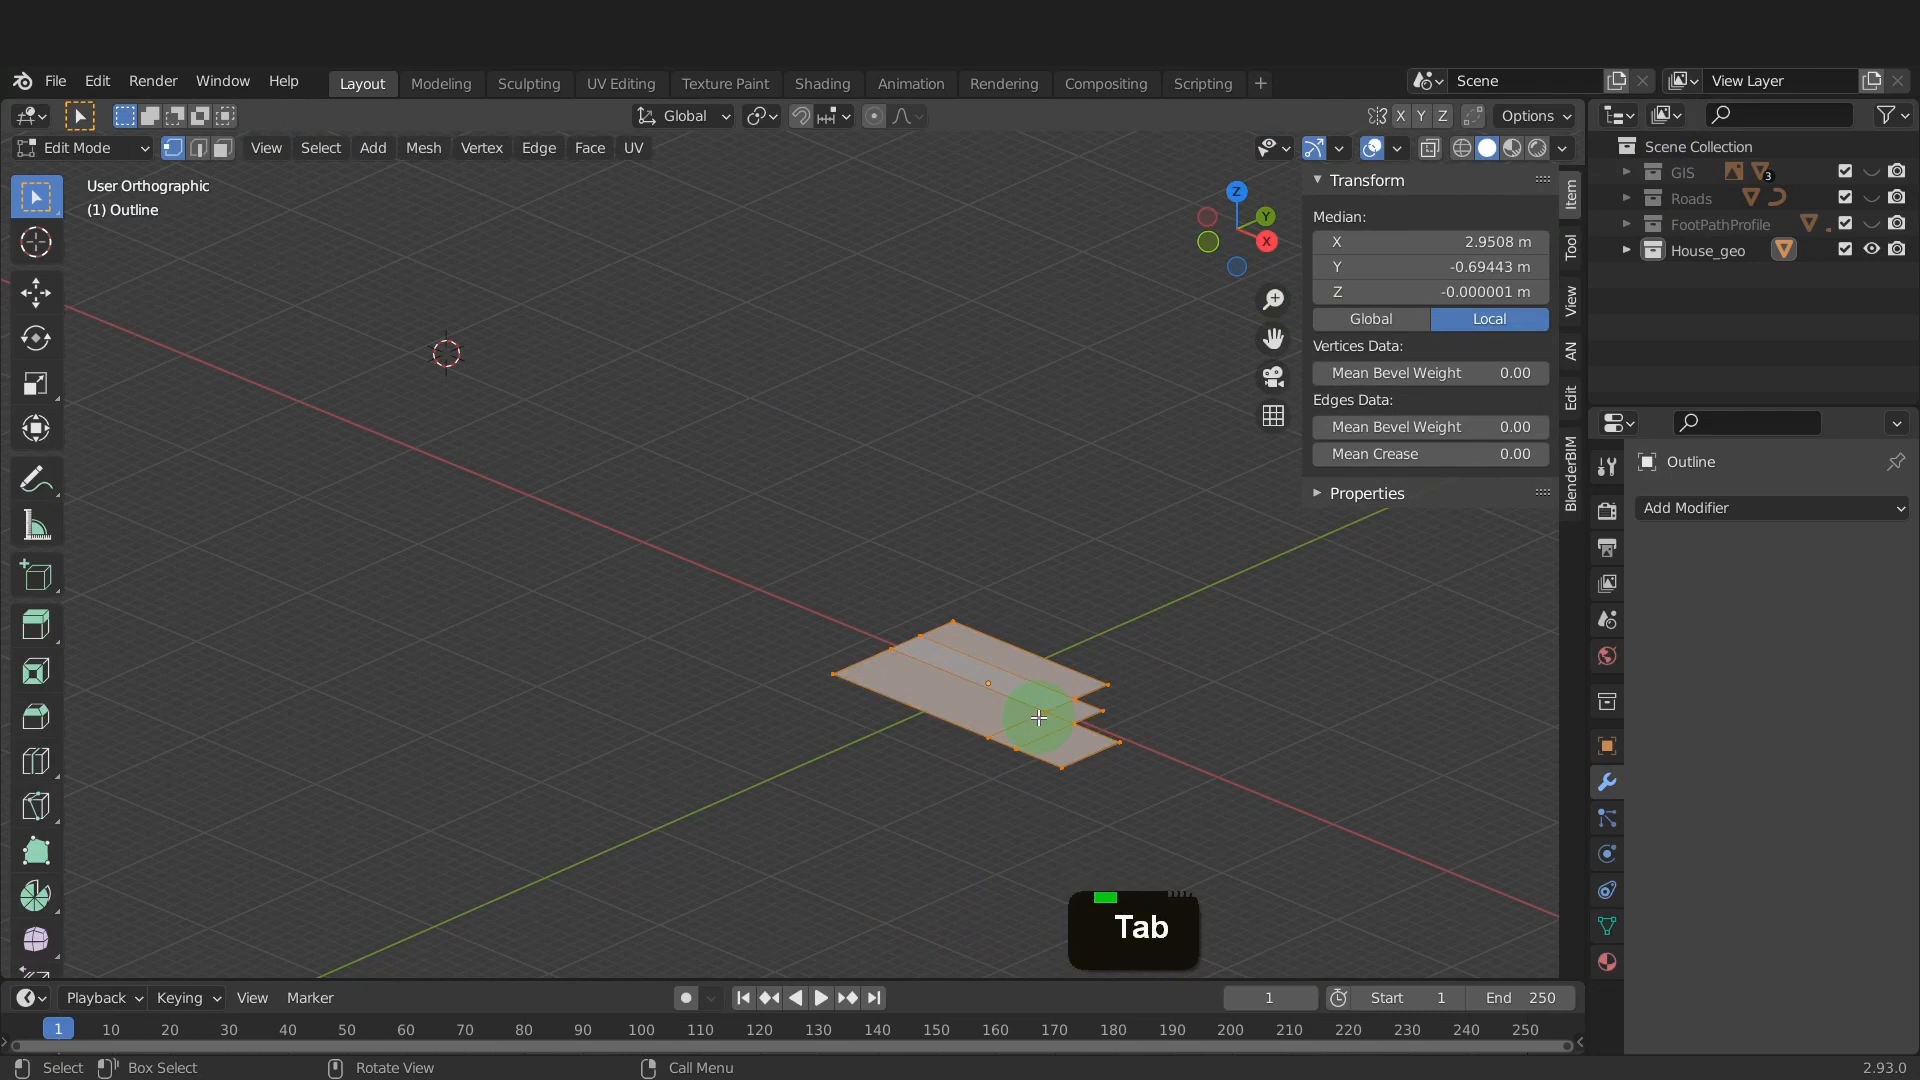 File Edit Render Window Help Layout Modeling Sculpting UV Editing Texture Paint Shading Animation Rendering Compositing Scripting + Scene View Layer
Global X Y Z Options
Edit Mode View Select Add Mesh Vertex Edge Face UV
User Orthographic
(1) Outline
Z
Y
X
Transform
Median:
X 2.9508 m
Y -0.69443 m
Z -0.000001 m
Global Local
Vertices Data:
Mean Bevel Weight 0.00
Edges Data:
Mean Bevel Weight 0.00
Mean Crease 0.00
Properties
Item
Tool
View
AN
Edit
BlenderBIM
Scene Collection
GIS 3
Roads
FootPathProfile
House_geo
Outline
Add Modifier
Tab
Playback Keying View Marker 1 Start 1 End 250
1 10 20 30 40 50 60 70 80 90 100 110 120 130 140 150 160 170 180 190 200 210 220 230 240 250
Select Box Select Rotate View Call Menu 2.93.0